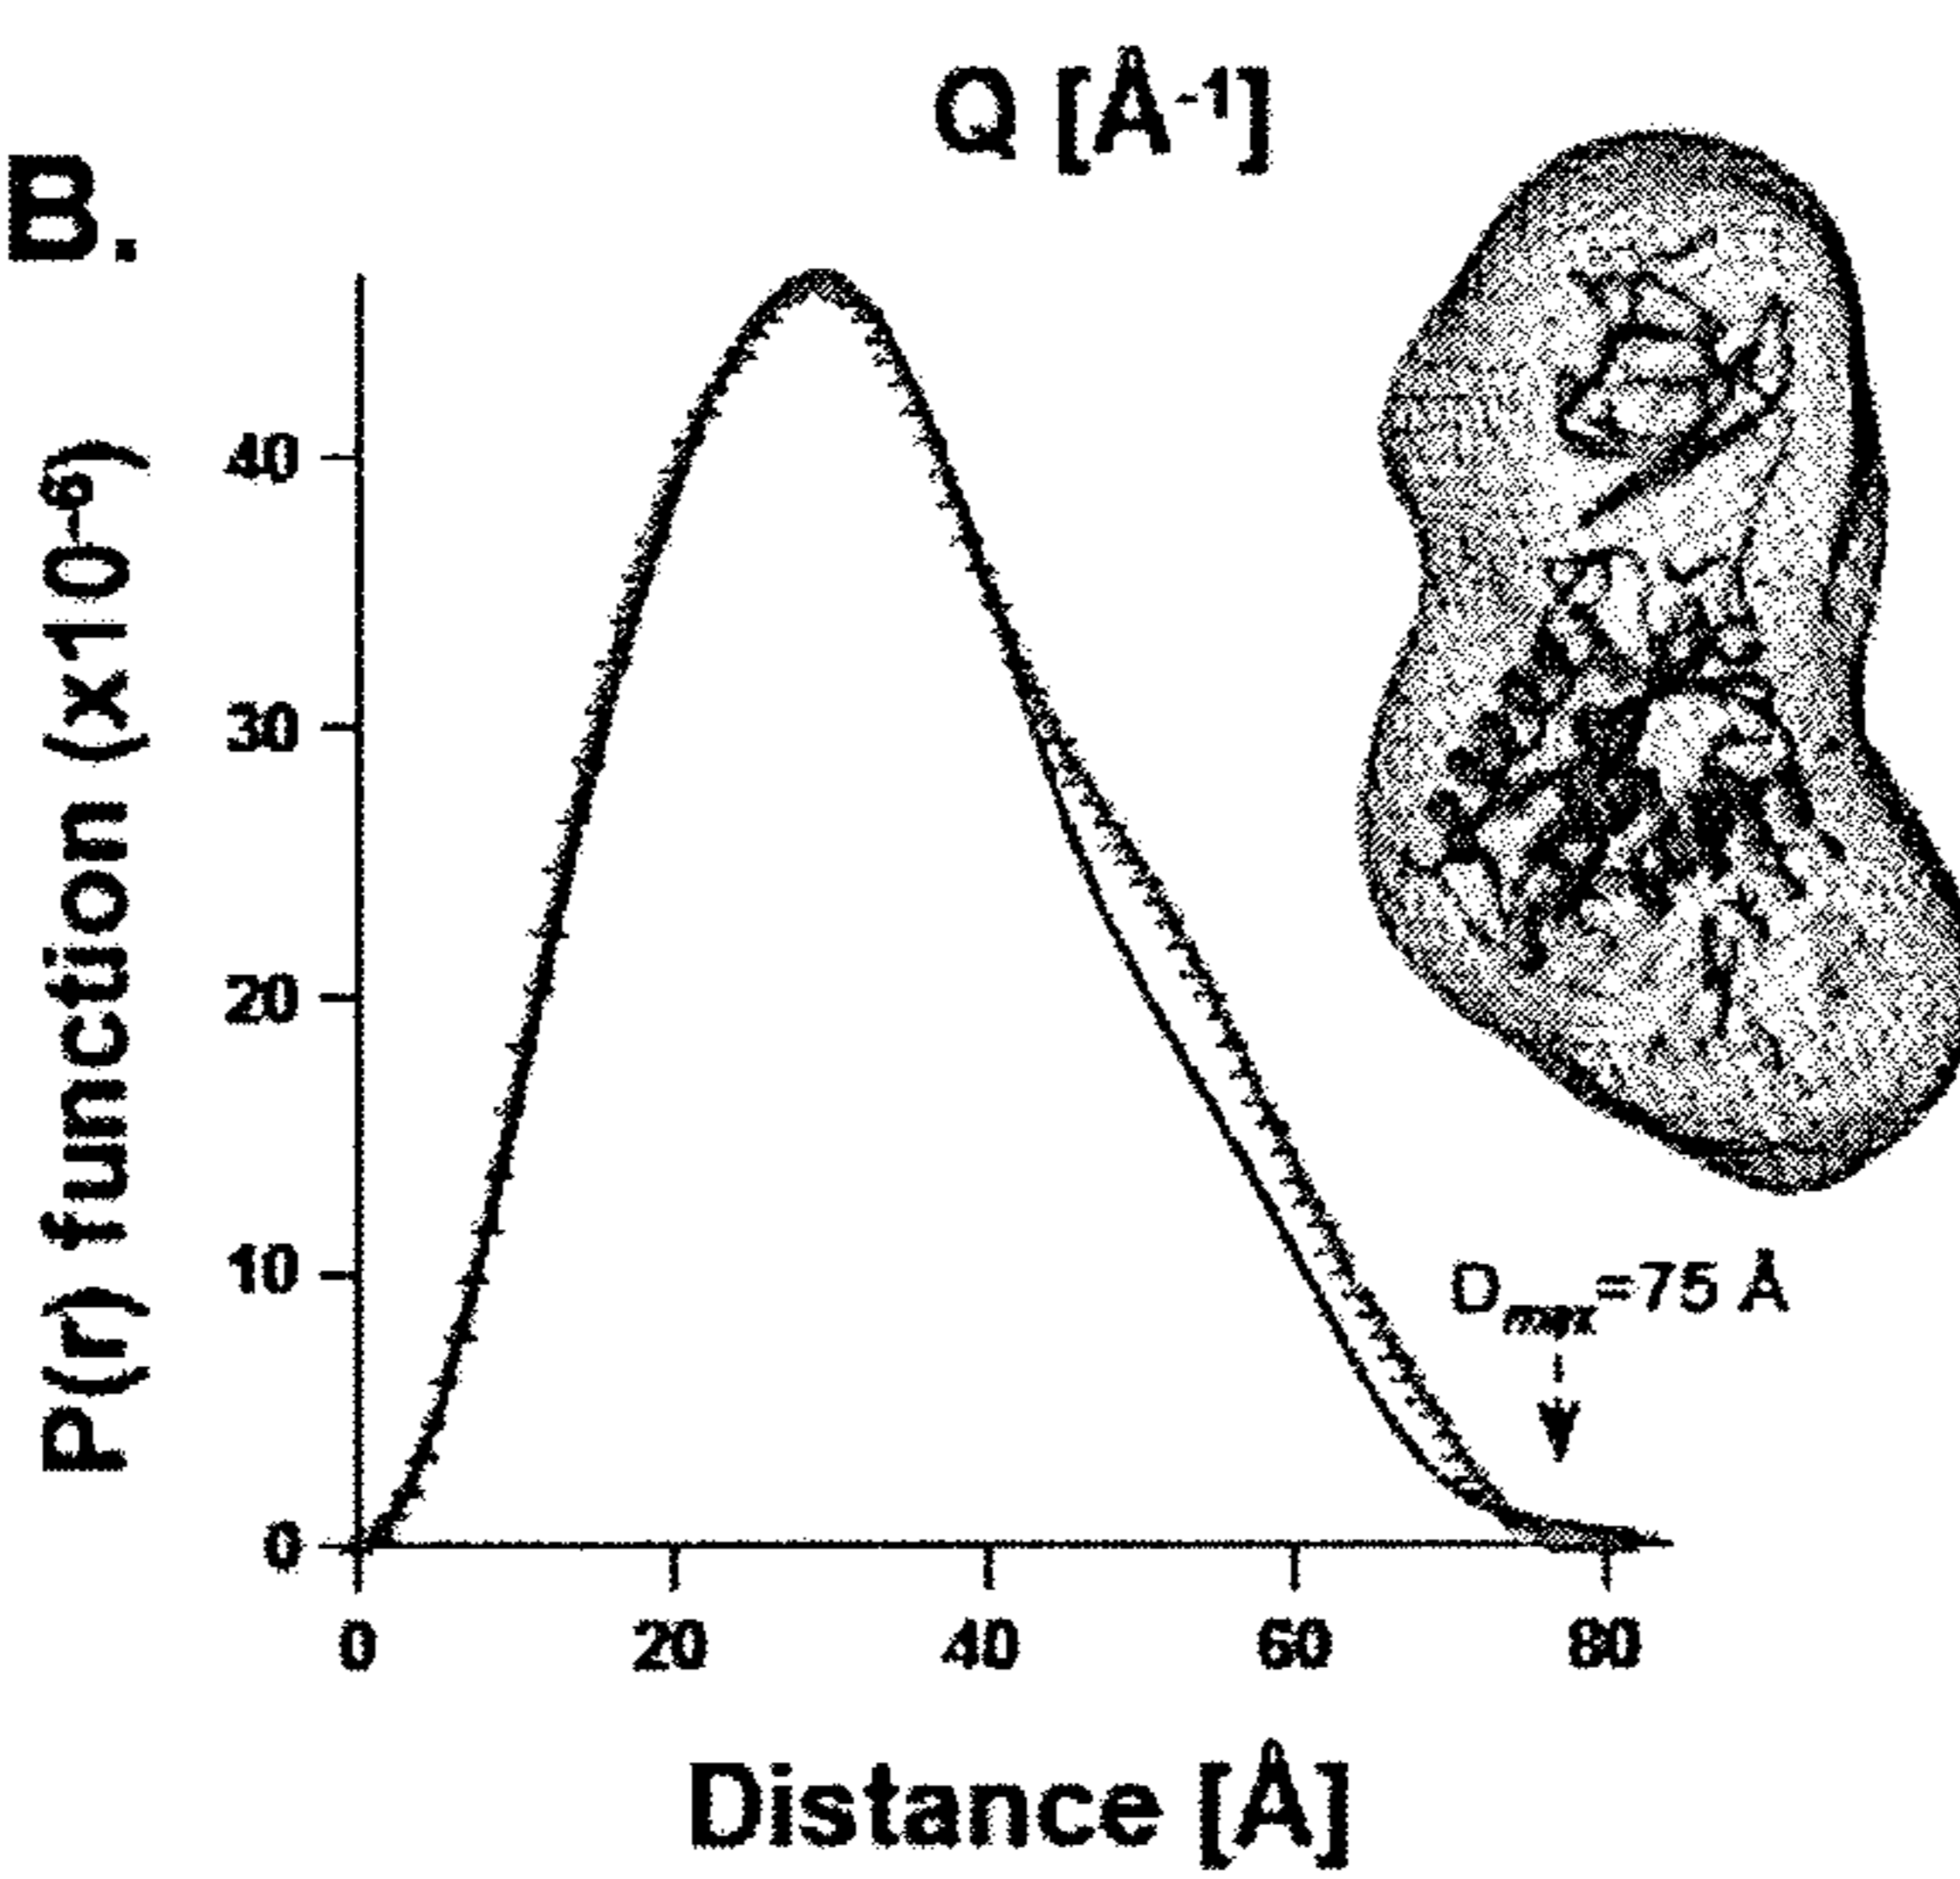 Q [Å-1]
B.
P(r) function (x10-6)
40
30
20
10
0
Dmax=75 Å
0 20 40 60 80
Distance [Å]